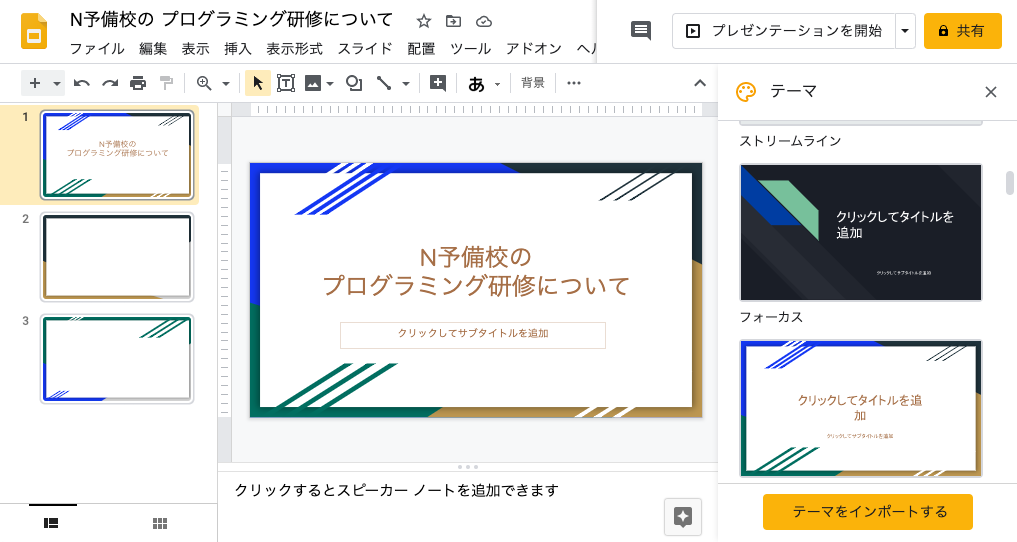 N予備校の プログラミング研修について
ファイル 編集 表示 挿入 表示形式 スライド 配置 ツール アドオン ヘル
プレゼンテーションを開始
共有
あ
背景
テーマ
1
N予備校の
プログラミング研修について
2
3
N予備校の
プログラミング研修について
クリックしてサブタイトルを追加
クリックするとスピーカー ノートを追加できます
ストリームライン
クリックしてタイトルを
追加
クリックしてサブタイトルを追加
フォーカス
クリックしてタイトルを追
加
クリックしてサブタイトルを追加
テーマをインポートする